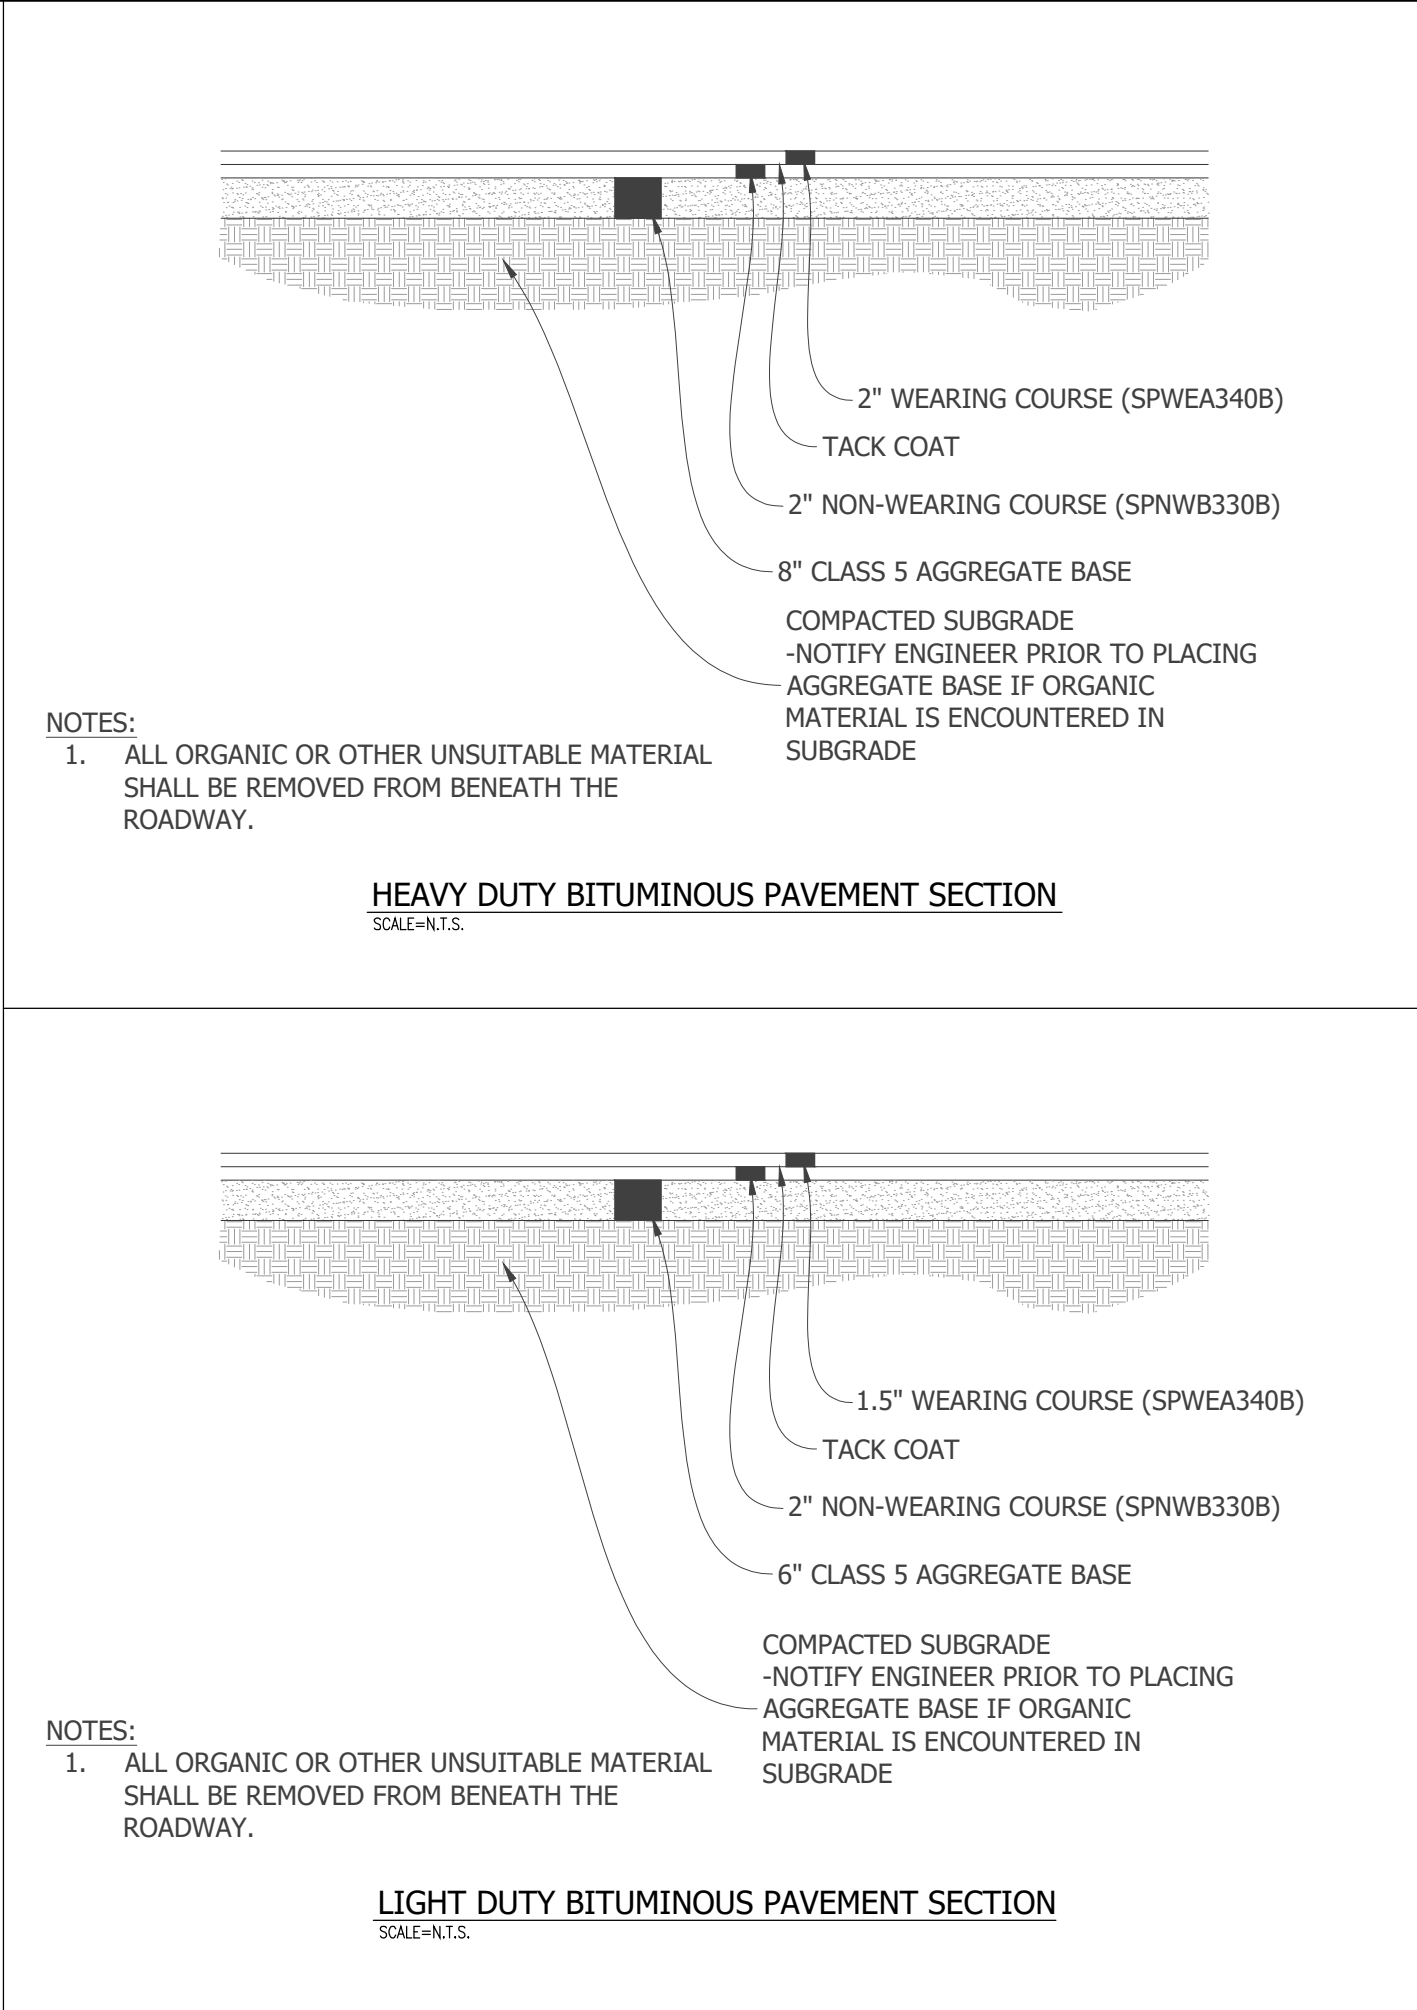 2" WEARING COURSE (SPWEA340B)
TACK COAT
2" NON-WEARING COURSE (SPNWB330B)
8" CLASS 5 AGGREGATE BASE
COMPACTED SUBGRADE
-NOTIFY ENGINEER PRIOR TO PLACING
AGGREGATE BASE IF ORGANIC
MATERIAL IS ENCOUNTERED IN
SUBGRADE
NOTES:
1. ALL ORGANIC OR OTHER UNSUITABLE MATERIAL
SHALL BE REMOVED FROM BENEATH THE
ROADWAY.
HEAVY DUTY BITUMINOUS PAVEMENT SECTION
SCALE=N.T.S.
1.5" WEARING COURSE (SPWEA340B)
TACK COAT
2" NON-WEARING COURSE (SPNWB330B)
6" CLASS 5 AGGREGATE BASE
COMPACTED SUBGRADE
-NOTIFY ENGINEER PRIOR TO PLACING
AGGREGATE BASE IF ORGANIC
MATERIAL IS ENCOUNTERED IN
SUBGRADE
NOTES:
1. ALL ORGANIC OR OTHER UNSUITABLE MATERIAL
SHALL BE REMOVED FROM BENEATH THE
ROADWAY.
LIGHT DUTY BITUMINOUS PAVEMENT SECTION
SCALE=N.T.S.